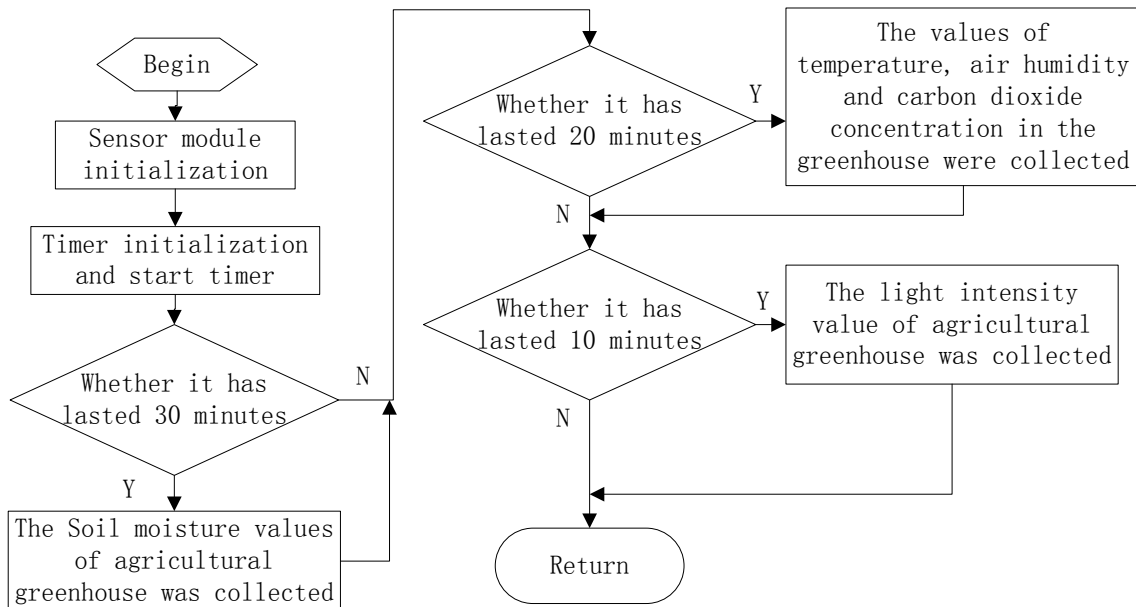 Begin
Sensor module
initialization
Timer initialization
and start timer
Whether it has
lasted 30 minutes
N
Y
The Soil moisture values
of agricultural
greenhouse was collected
Whether it has
lasted 20 minutes
Y
The values of
temperature, air humidity
and carbon dioxide
concentration in the
greenhouse were collected
N
Whether it has
lasted 10 minutes
Y
The light intensity
value of agricultural
greenhouse was collected
N
Return